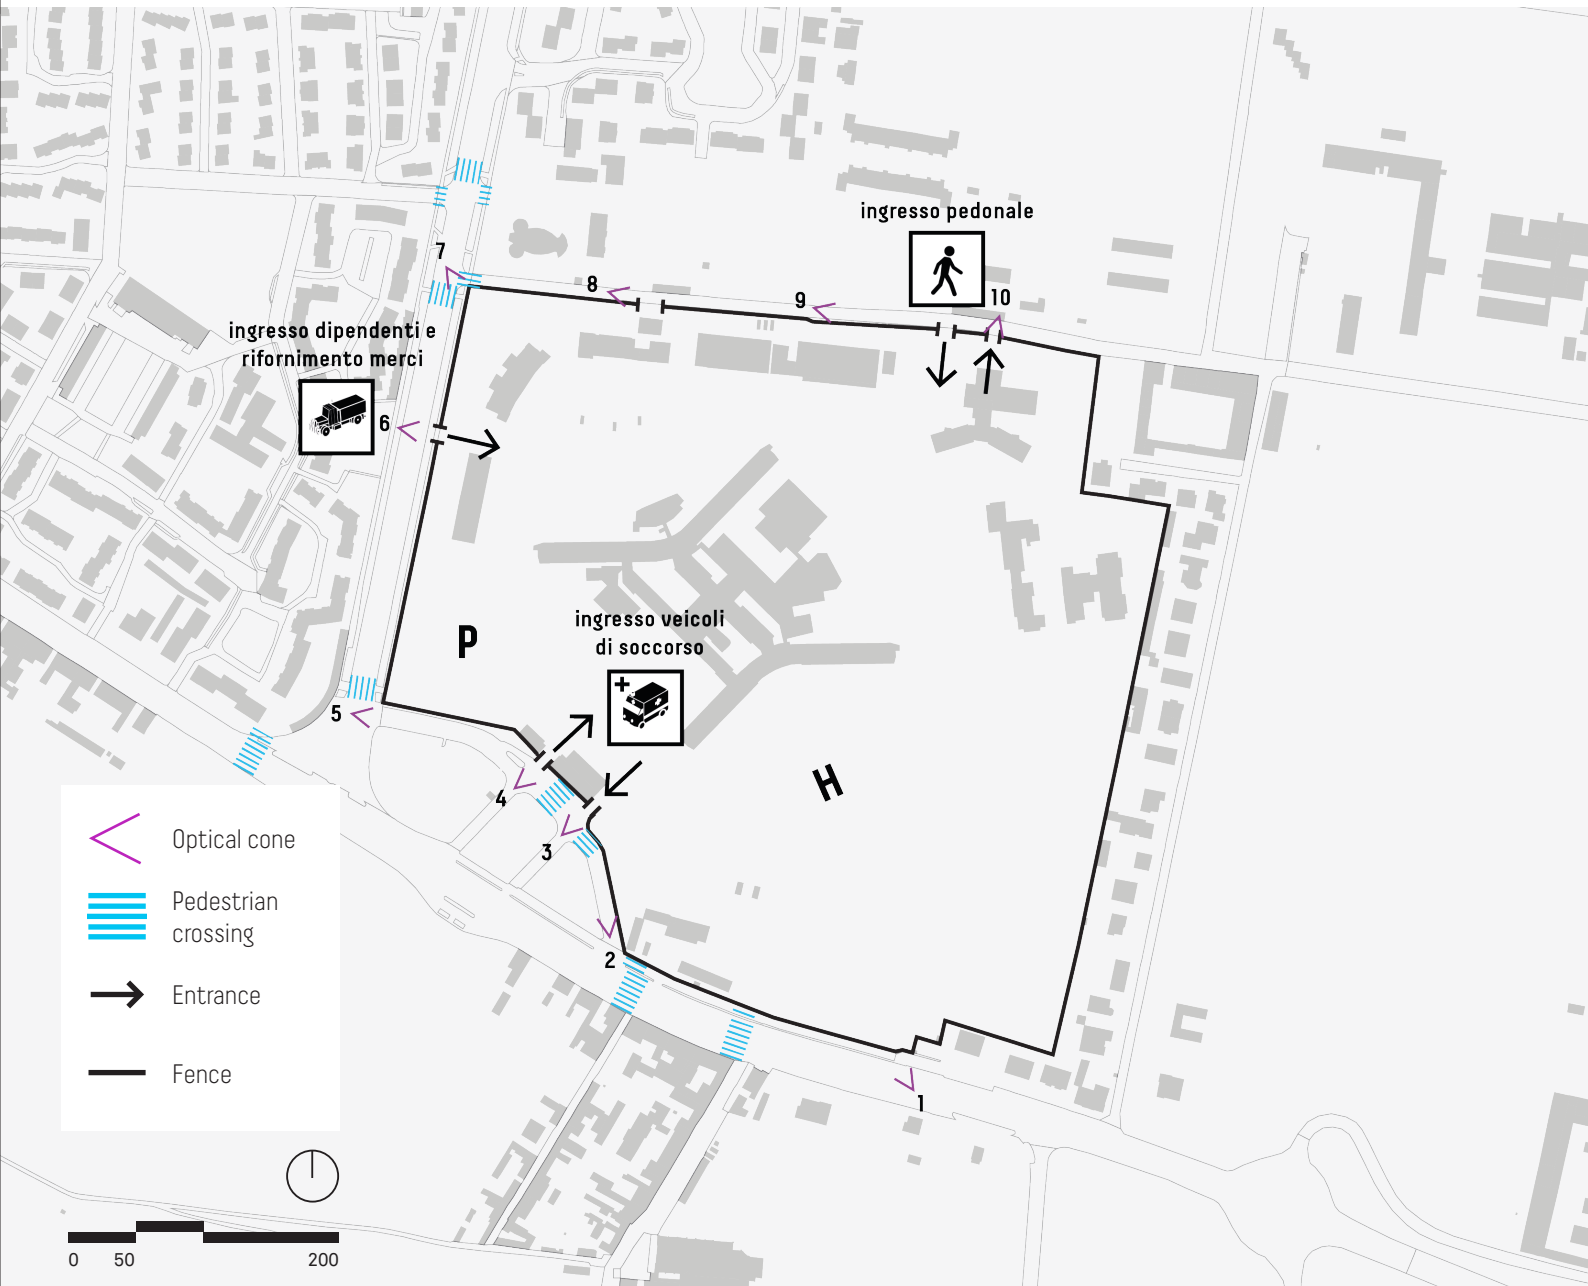 ingresso pedonale
10
7
8
9
ingresso dipendenti e
rifornimento merci
6
P
ingresso veicoli
di soccorso
5
H
4
3
2
1
Optical cone
Pedestrian
crossing
Entrance
Fence
0 50 200